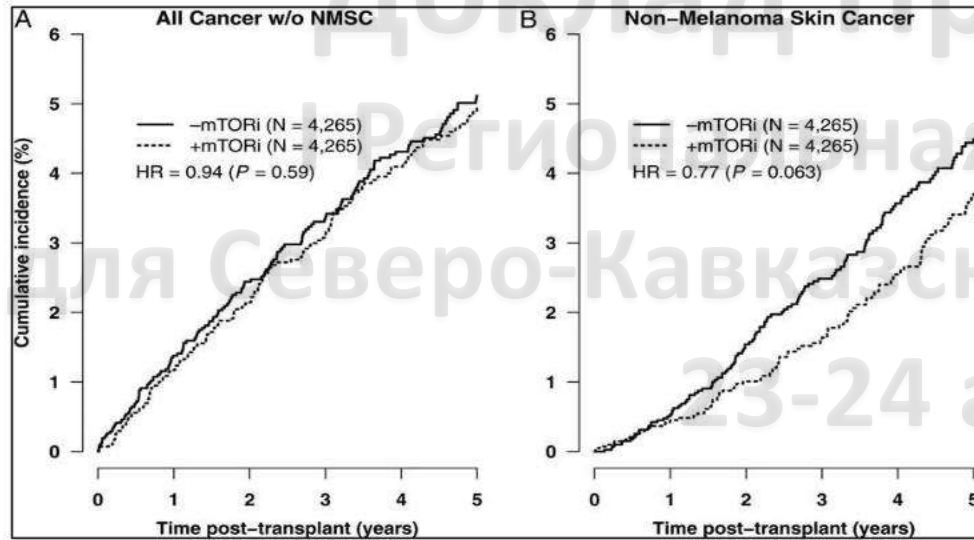 Доклад пр
Региональная
для Северо-Кавказск
23-24 а
A
All Cancer w/o NMSC
6
5
4
3
2
1
0
Cumulative incidence (%)
–mTORi (N = 4,265)
+mTORi (N = 4,265)
HR = 0.94 (P = 0.59)
0 1 2 3 4 5
Time post–transplant (years)
B
Non–Melanoma Skin Cancer
6
5
4
3
2
1
0
–mTORi (N = 4,265)
+mTORi (N = 4,265)
HR = 0.77 (P = 0.063)
0 1 2 3 4 5
Time post–transplant (years)